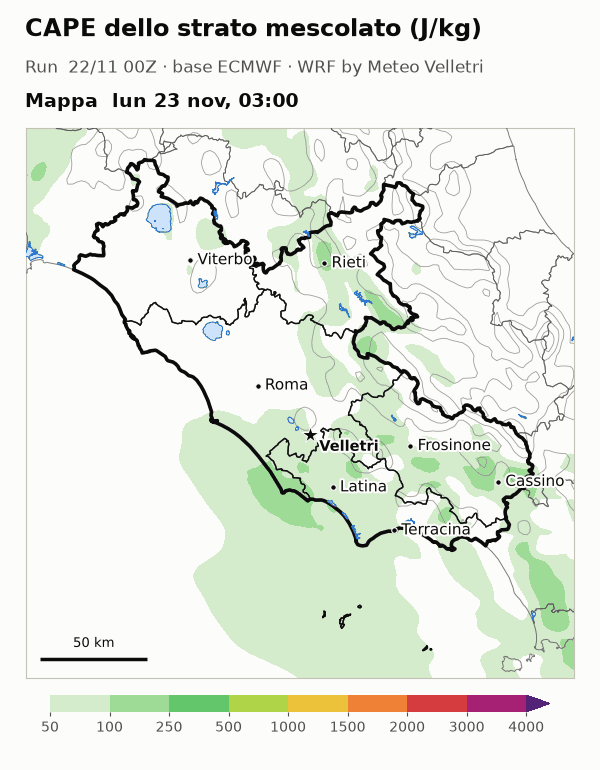 CAPE dello strato mescolato (J/kg)
Run  22/11 00Z · base ECMWF · WRF by Meteo Velletri
Mappa  lun 23 nov, 03:00
Viterbo
Rieti
Roma
Velletri
Frosinone
Latina
Cassino
Terracina
50 km
50 100 250 500 1000 1500 2000 3000 4000